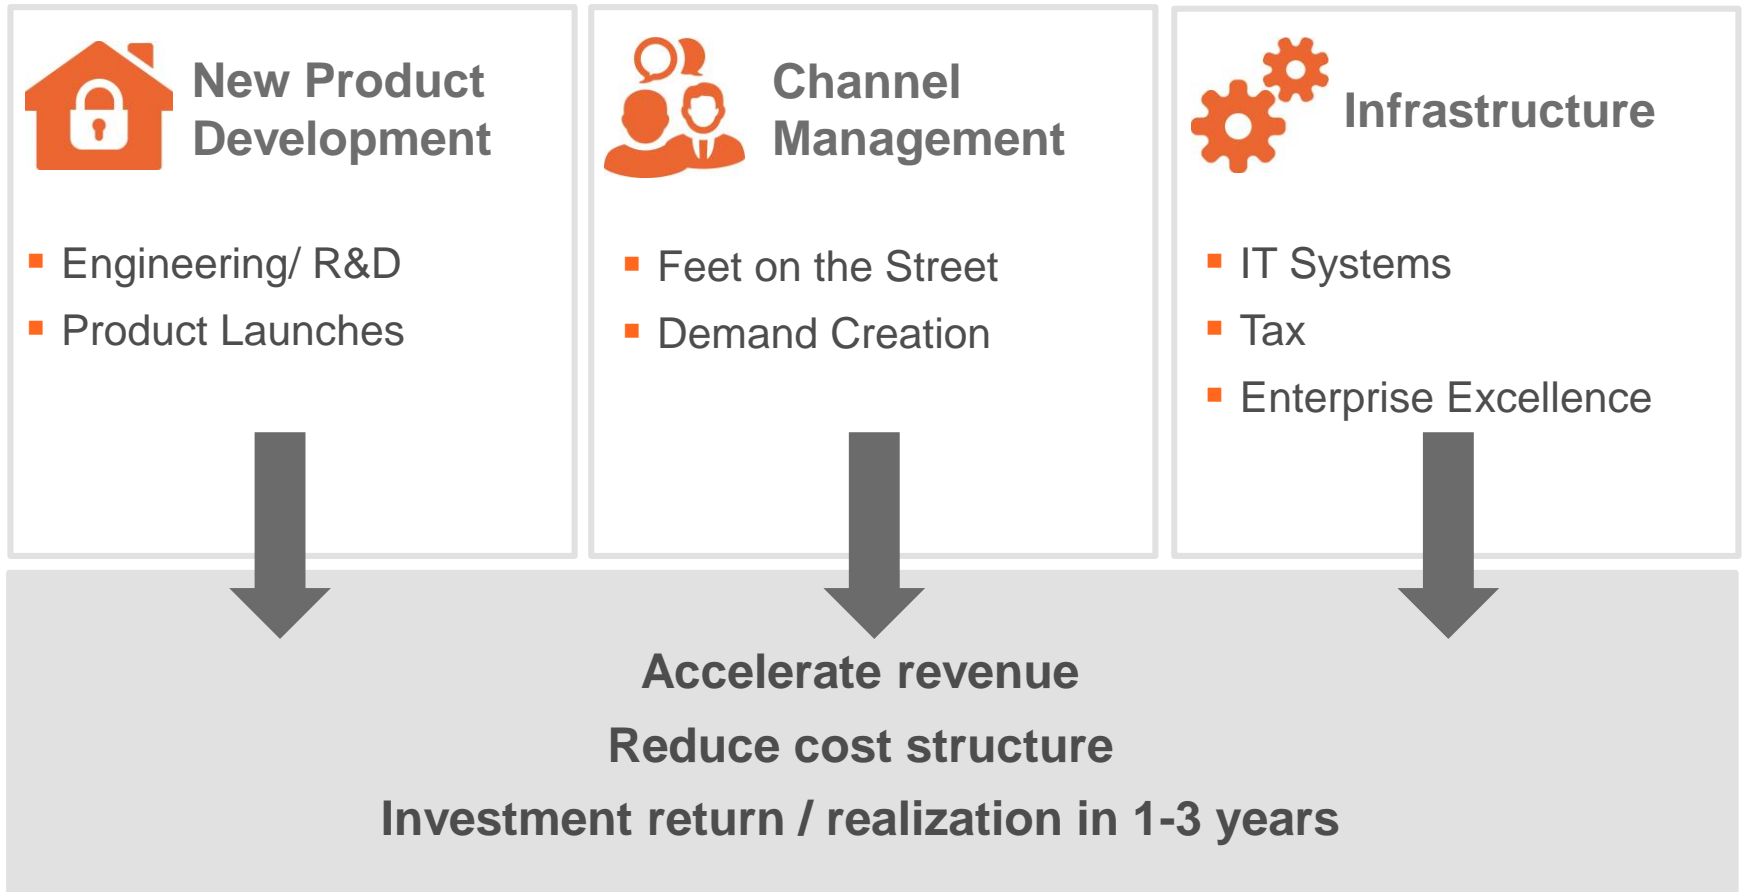 New Product
Development
Engineering/ R&D
Product Launches
Channel
Management
Feet on the Street
Demand Creation
Infrastructure
IT Systems
Tax
Enterprise Excellence
Accelerate revenue
Reduce cost structure
Investment return / realization in 1-3 years